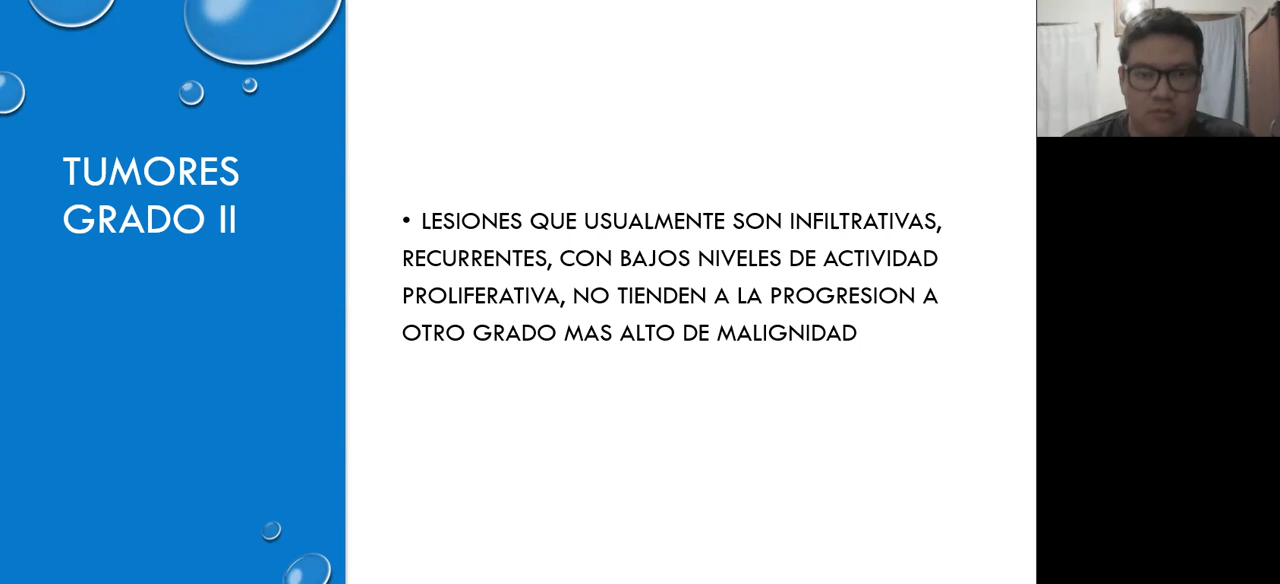 TUMORES
GRADO II
• LESIONES QUE USUALMENTE SON INFILTRATIVAS,
RECURRENTES, CON BAJOS NIVELES DE ACTIVIDAD
PROLIFERATIVA, NO TIENDEN A LA PROGRESION A
OTRO GRADO MAS ALTO DE MALIGNIDAD